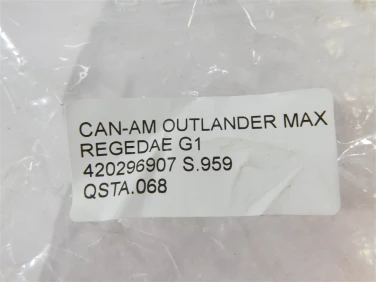 CAN-AM OUTLANDER MAX
REGEDAE G1
420296907 S.959
QSTA.068